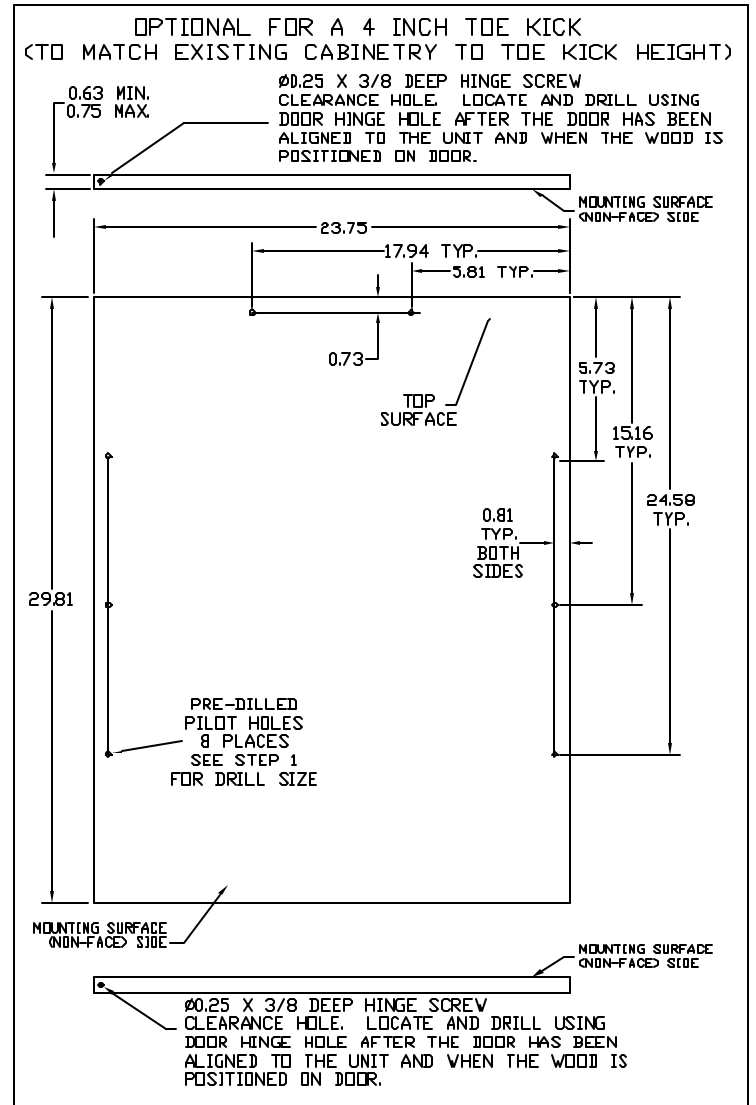 OPTIONAL FOR A 4 INCH TOE KICK
(TO MATCH EXISTING CABINETRY TO TOE KICK HEIGHT)
0.63 MIN.
0.75 MAX.
Ø0.25 X 3/8 DEEP HINGE SCREW
CLEARANCE HOLE. LOCATE AND DRILL USING
DOOR HINGE HOLE AFTER THE DOOR HAS BEEN
ALIGNED TO THE UNIT AND WHEN THE WOOD IS
POSITIONED ON DOOR.
MOUNTING SURFACE
(NON-FACE) SIDE
23.75
17.94 TYP.
5.81 TYP.
0.73
TOP
SURFACE
5.73
TYP.
15.16
TYP.
24.58
TYP.
0.81
TYP.
BOTH
SIDES
29.81
PRE-DILLED
PILOT HOLES
8 PLACES
SEE STEP 1
FOR DRILL SIZE
MOUNTING SURFACE
(NON-FACE) SIDE
MOUNTING SURFACE
(NON-FACE) SIDE
Ø0.25 X 3/8 DEEP HINGE SCREW
CLEARANCE HOLE. LOCATE AND DRILL USING
DOOR HINGE HOLE AFTER THE DOOR HAS BEEN
ALIGNED TO THE UNIT AND WHEN THE WOOD IS
POSITIONED ON DOOR.